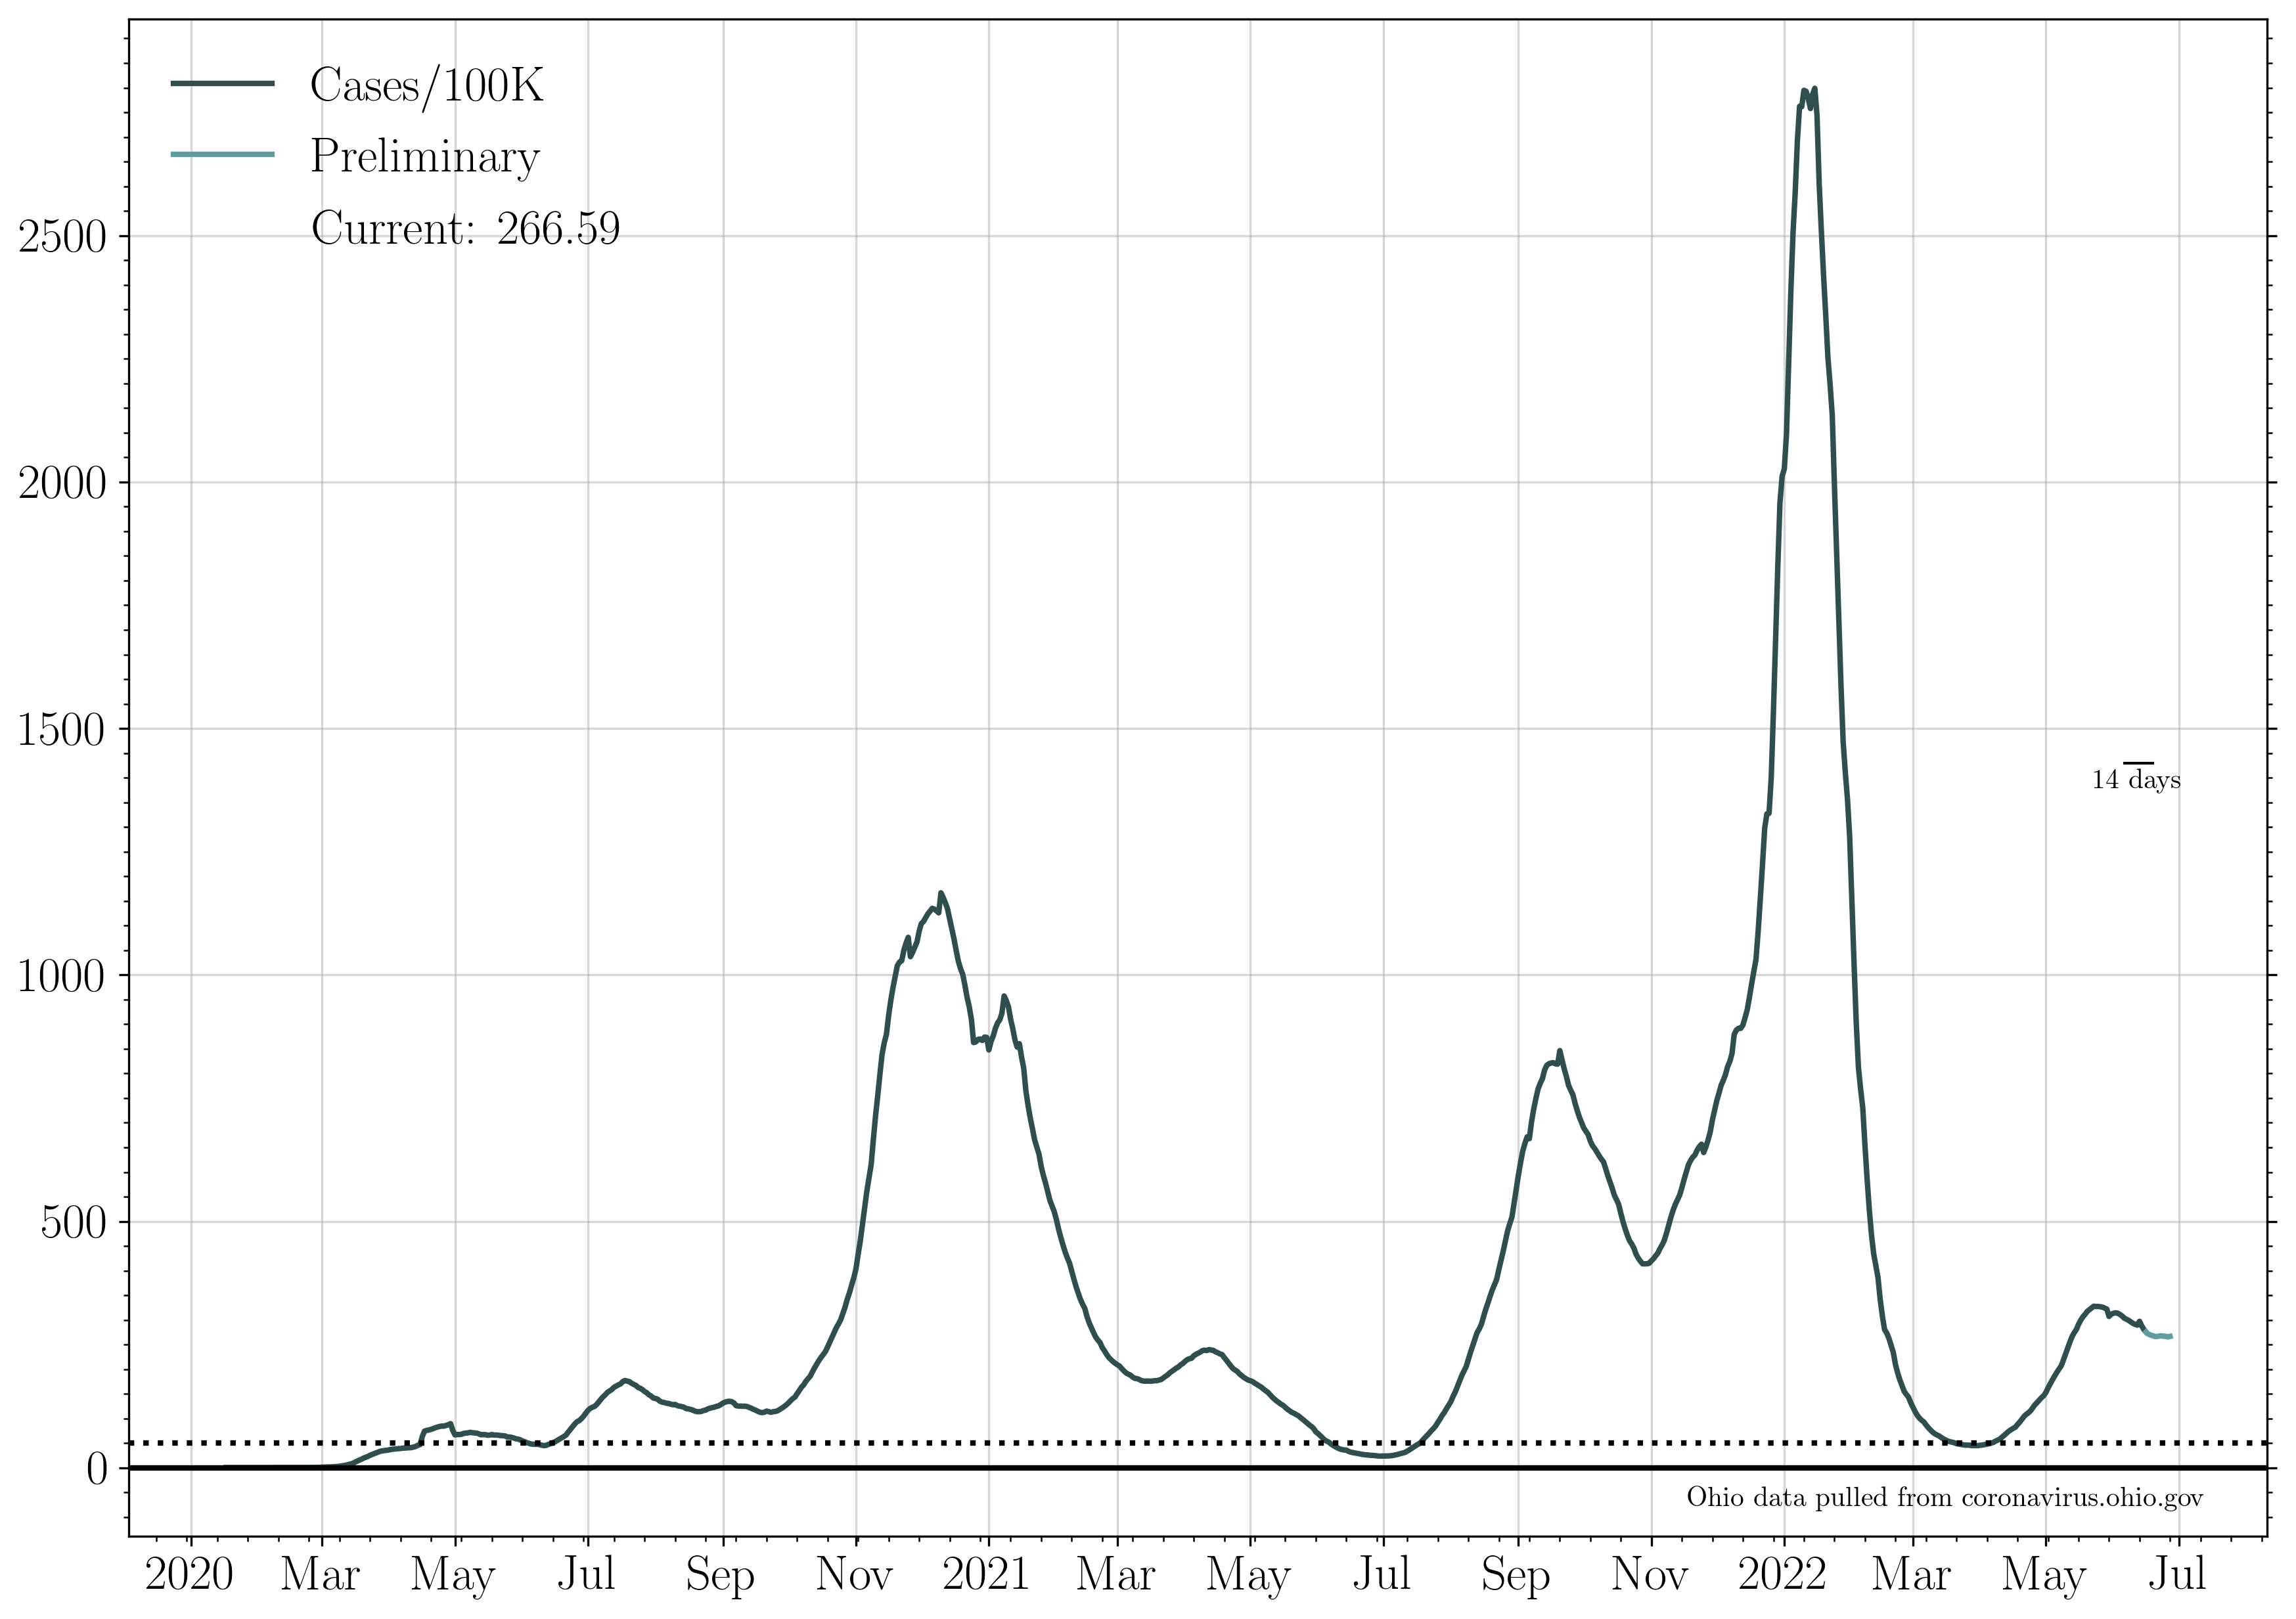 Cases/100K
Preliminary
Current: 266.59
2500
2000
1500
14 days
1000
500
0
Ohio data pulled from coronavirus.ohio.gov
2020 Mar May Jul Sep Nov 2021 Mar May Jul Sep Nov 2022 Mar May Jul